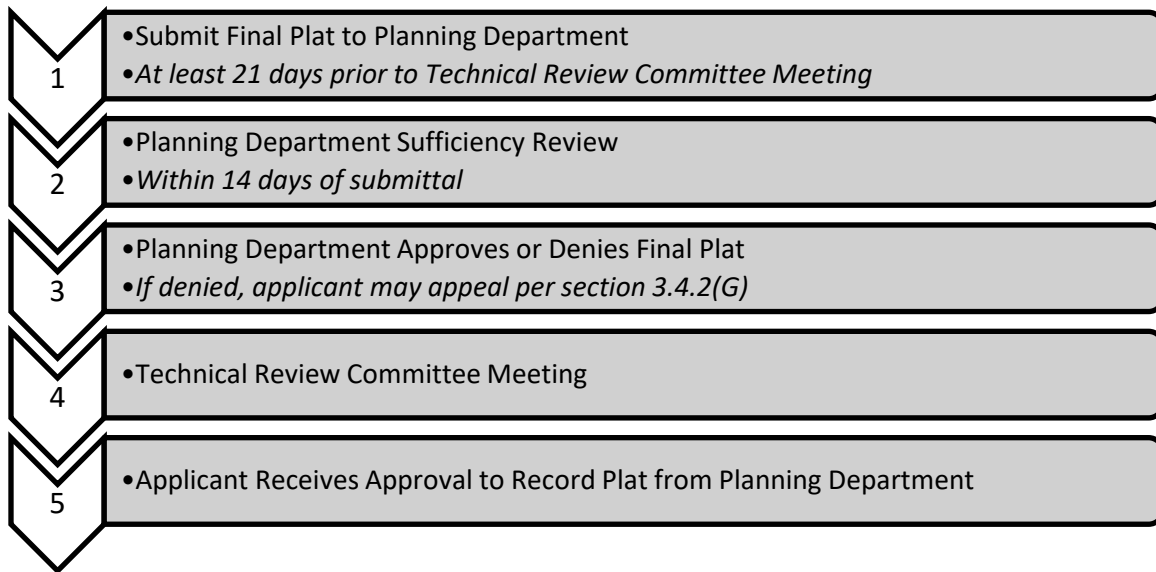 1
•Submit Final Plat to Planning Department
•At least 21 days prior to Technical Review Committee Meeting
2
•Planning Department Sufficiency Review
•Within 14 days of submittal
3
•Planning Department Approves or Denies Final Plat
•If denied, applicant may appeal per section 3.4.2(G)
4
•Technical Review Committee Meeting
5
•Applicant Receives Approval to Record Plat from Planning Department